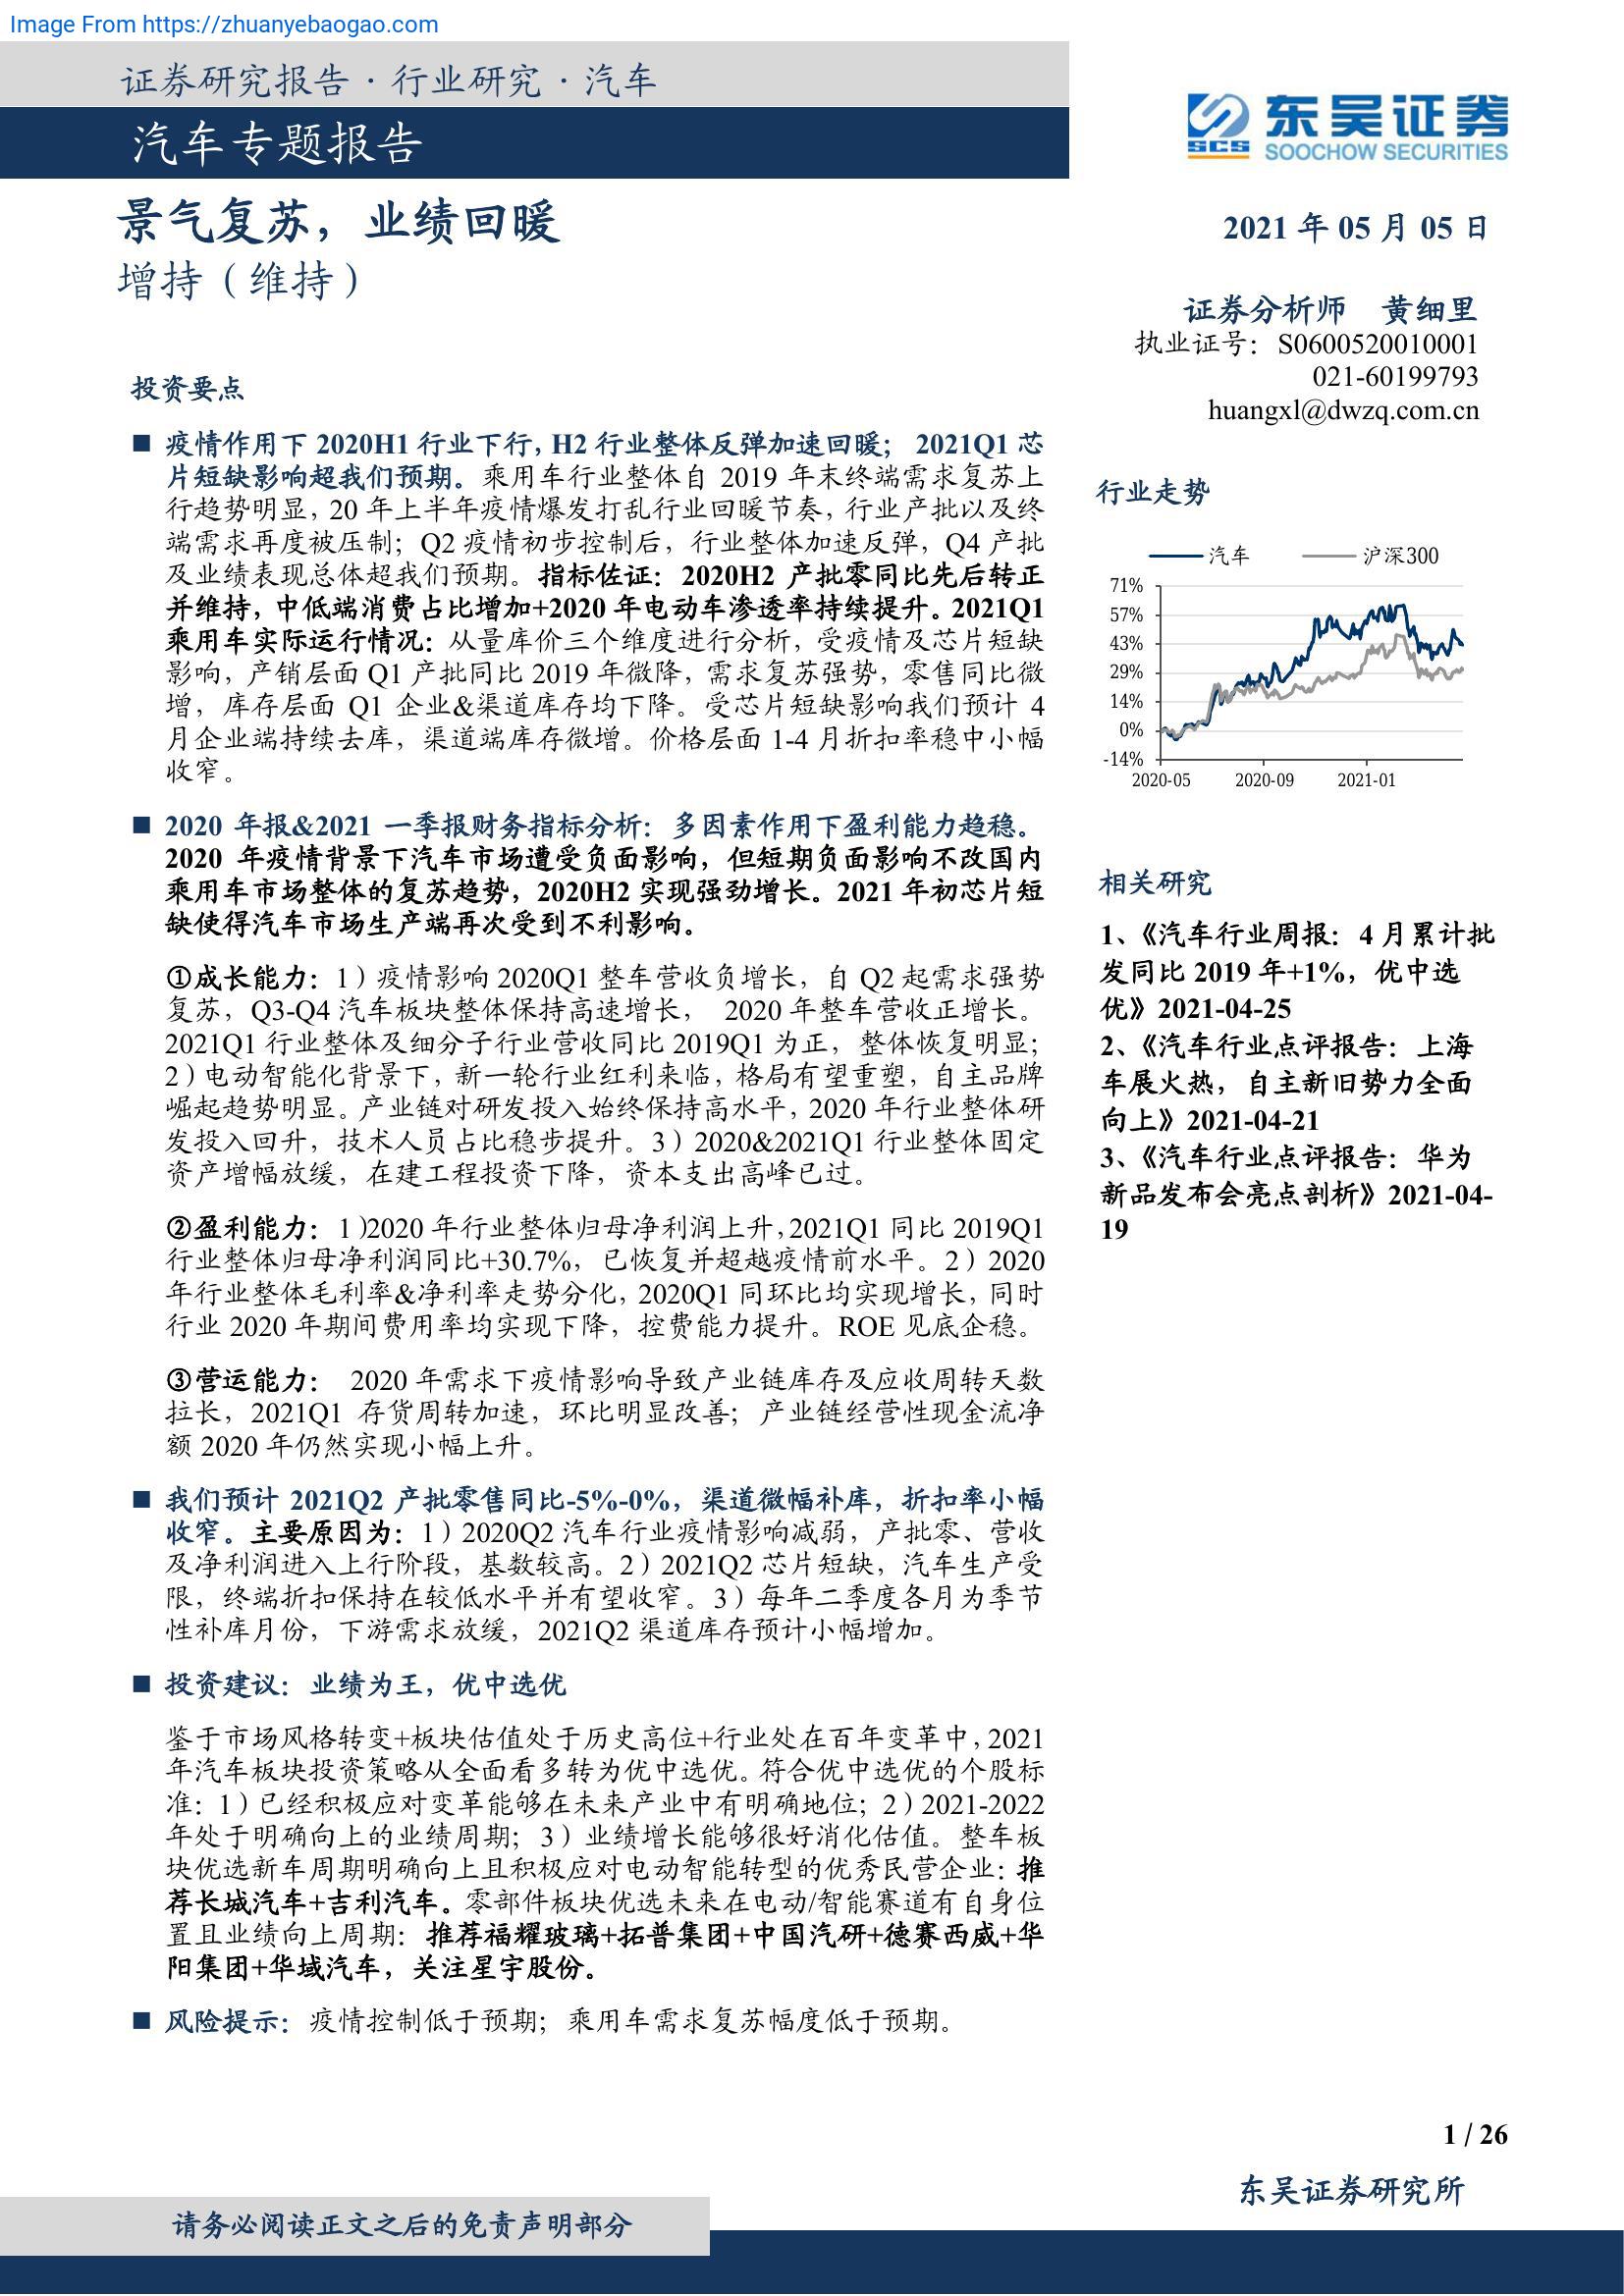 Image From https://zhuanyebaogao.com
证券研究报告·行业研究·汽车
汽车专题报告
东吴证券
SCS
SOOCHOW SECURITIES
景气复苏，业绩回暖
增持（维持）
2021 年 05 月 05 日
证券分析师 黄细里
执业证号：S0600520010001
021-60199793
huangxl@dwzq.com.cn
投资要点
■ 疫情作用下 2020H1 行业下行，H2 行业整体反弹加速回暖； 2021Q1 芯
片短缺影响超我们预期。乘用车行业整体自 2019 年末终端需求复苏上
行趋势明显，20 年上半年疫情爆发打乱行业回暖节奏，行业产批以及终
端需求再度被压制；Q2 疫情初步控制后，行业整体加速反弹，Q4 产批
及业绩表现总体超我们预期。指标佐证：2020H2 产批零同比先后转正
并维持，中低端消费占比增加+2020 年电动车渗透率持续提升。2021Q1
乘用车实际运行情况：从量库价三个维度进行分析，受疫情及芯片短缺
影响，产销层面 Q1 产批同比 2019 年微降，需求复苏强势，零售同比微
增，库存层面 Q1 企业&渠道库存均下降。受芯片短缺影响我们预计 4
月企业端持续去库，渠道端库存微增。价格层面 1-4 月折扣率稳中小幅
收窄。
■ 2020 年报&2021 一季报财务指标分析：多因素作用下盈利能力趋稳。
2020 年疫情背景下汽车市场遭受负面影响，但短期负面影响不改国内
乘用车市场整体的复苏趋势，2020H2 实现强劲增长。2021 年初芯片短
缺使得汽车市场生产端再次受到不利影响。
①成长能力：1）疫情影响 2020Q1 整车营收负增长，自 Q2 起需求强势
复苏，Q3-Q4 汽车板块整体保持高速增长， 2020 年整车营收正增长。
2021Q1 行业整体及细分子行业营收同比 2019Q1 为正，整体恢复明显；
2）电动智能化背景下，新一轮行业红利来临，格局有望重塑，自主品牌
崛起趋势明显。产业链对研发投入始终保持高水平，2020 年行业整体研
发投入回升，技术人员占比稳步提升。3）2020&2021Q1 行业整体固定
资产增幅放缓，在建工程投资下降，资本支出高峰已过。
②盈利能力：1）2020 年行业整体归母净利润上升，2021Q1 同比 2019Q1
行业整体归母净利润同比+30.7%，已恢复并超越疫情前水平。2）2020
年行业整体毛利率&净利率走势分化，2020Q1 同环比均实现增长，同时
行业 2020 年期间费用率均实现下降，控费能力提升。ROE 见底企稳。
③营运能力： 2020 年需求下疫情影响导致产业链库存及应收周转天数
拉长，2021Q1 存货周转加速，环比明显改善；产业链经营性现金流净
额 2020 年仍然实现小幅上升。
■ 我们预计 2021Q2 产批零售同比-5%-0%，渠道微幅补库，折扣率小幅
收窄。主要原因为：1）2020Q2 汽车行业疫情影响减弱，产批零、营收
及净利润进入上行阶段，基数较高。2）2021Q2 芯片短缺，汽车生产受
限，终端折扣保持在较低水平并有望收窄。3）每年二季度各月为季节
性补库月份，下游需求放缓，2021Q2 渠道库存预计小幅增加。
■ 投资建议：业绩为王，优中选优
鉴于市场风格转变+板块估值处于历史高位+行业处在百年变革中，2021
年汽车板块投资策略从全面看多转为优中选优。符合优中选优的个股标
准：1）已经积极应对变革能够在未来产业中有明确地位；2）2021-2022
年处于明确向上的业绩周期；3）业绩增长能够很好消化估值。整车板
块优选新车周期明确向上且积极应对电动智能转型的优秀民营企业：推
荐长城汽车+吉利汽车。零部件板块优选未来在电动/智能赛道有自身位
置且业绩向上周期：推荐福耀玻璃+拓普集团+中国汽研+德赛西威+华
阳集团+华域汽车，关注星宇股份。
■ 风险提示：疫情控制低于预期；乘用车需求复苏幅度低于预期。
行业走势
汽车 沪深300
71%
57%
43%
29%
14%
0%
-14%
2020-05 2020-09 2021-01
相关研究
1、《汽车行业周报：4 月累计批
发同比 2019 年+1%，优中选
优》2021-04-25
2、《汽车行业点评报告：上海
车展火热，自主新旧势力全面
向上》2021-04-21
3、《汽车行业点评报告：华为
新品发布会亮点剖析》2021-04-
19
1 / 26
东吴证券研究所
请务必阅读正文之后的免责声明部分